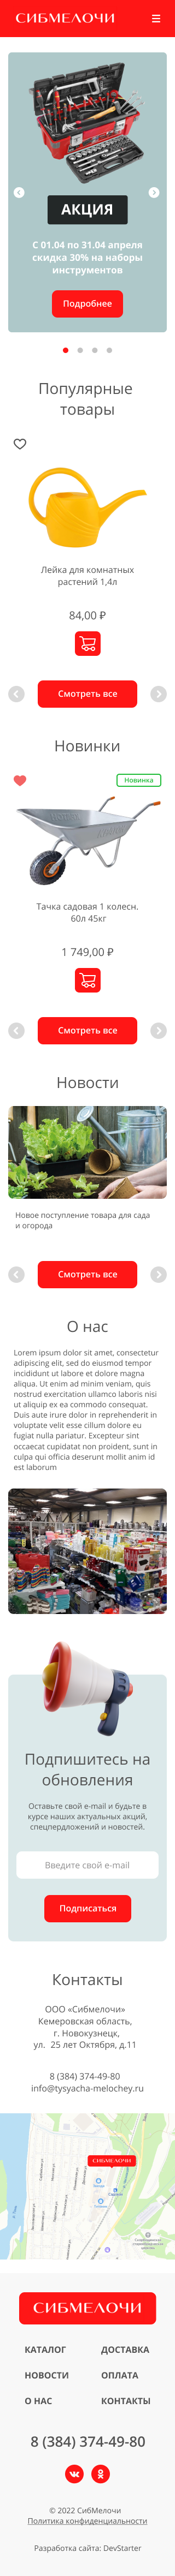 СИБМЕЛОЧИ
АКЦИЯ
С 01.04 по 31.04 апреля
скидка 30% на наборы
инструментов
Подробнее
Популярные
товары
Лейка для комнатных
растений 1,4л
84,00 ₽
Смотреть все
Новинки
Новинка
Тачка садовая 1 колесн.
60л 45кг
1 749,00 ₽
Смотреть все
Новости
Новое поступление товара для сада
и огорода
Смотреть все
О нас
Lorem ipsum dolor sit amet, consectetur
adipiscing elit, sed do eiusmod tempor
incididunt ut labore et dolore magna
aliqua. Ut enim ad minim veniam, quis
nostrud exercitation ullamco laboris nisi
ut aliquip ex ea commodo consequat.
Duis aute irure dolor in reprehenderit in
voluptate velit esse cillum dolore eu
fugiat nulla pariatur. Excepteur sint
occaecat cupidatat non proident, sunt in
culpa qui officia deserunt mollit anim id
est laborum
Подпишитесь на
обновления
Оставьте свой e-mail и будьте в
курсе наших актуальных акций,
спецпредложений и новостей.
Введите свой e-mail
Подписаться
Контакты
ООО «Сибмелочи»
Кемеровская область,
г. Новокузнецк,
ул. 25 лет Октября, д.11
8 (384) 374-49-80
info@tysyacha-melochey.ru
СИБМЕЛОЧИ
СИБМЕЛОЧИ
КАТАЛОГ
ДОСТАВКА
НОВОСТИ
ОПЛАТА
О НАС
КОНТАКТЫ
8 (384) 374-49-80
© 2022 СибМелочи
Политика конфиденциальности
Разработка сайта: DevStarter